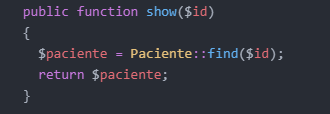 public function show($id)
{
$paciente = Paciente::find($id);
return $paciente;
}